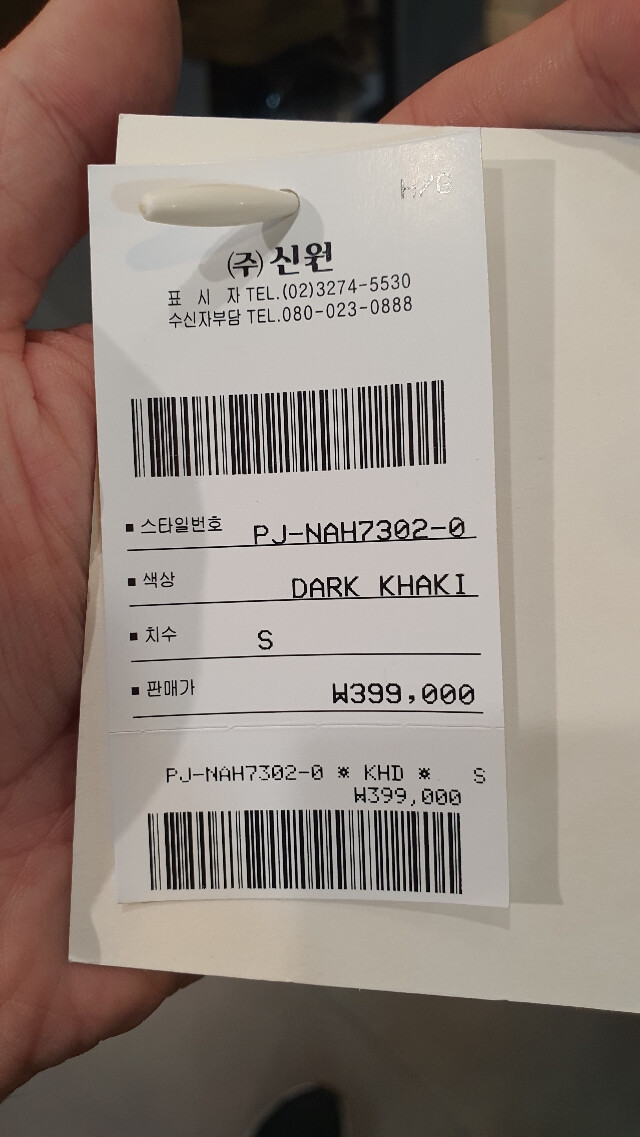 H/G
㈜ 신원
표 시 자 TEL.(02)3274-5530
수신자부담 TEL.080-023-0888
■ 스타일번호 PJ-NAH7302-0
■ 색상 DARK KHAKI
■ 치수 S
■ 판매가 ₩399,000
PJ-NAH7302-0 * KHD * S
₩399,000